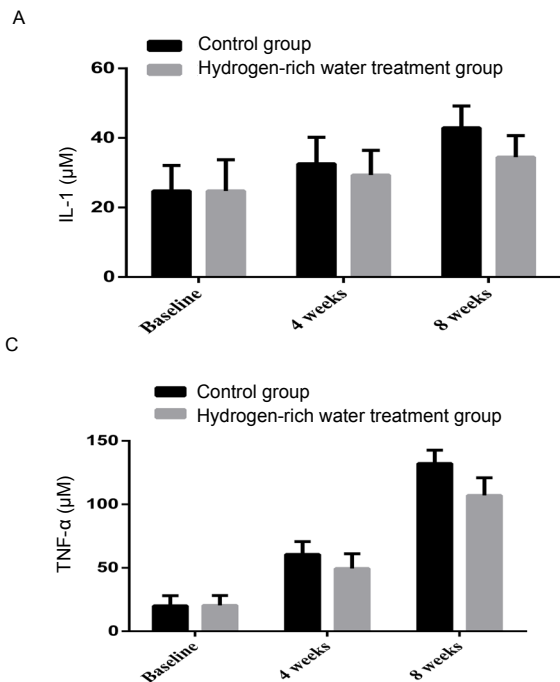 A
Control group
Hydrogen-rich water treatment group
60
40
20
0
IL-1 (μM)
Baseline
4 weeks
8 weeks
C
Control group
Hydrogen-rich water treatment group
150
100
50
0
TNF-α (μM)
Baseline
4 weeks
8 weeks